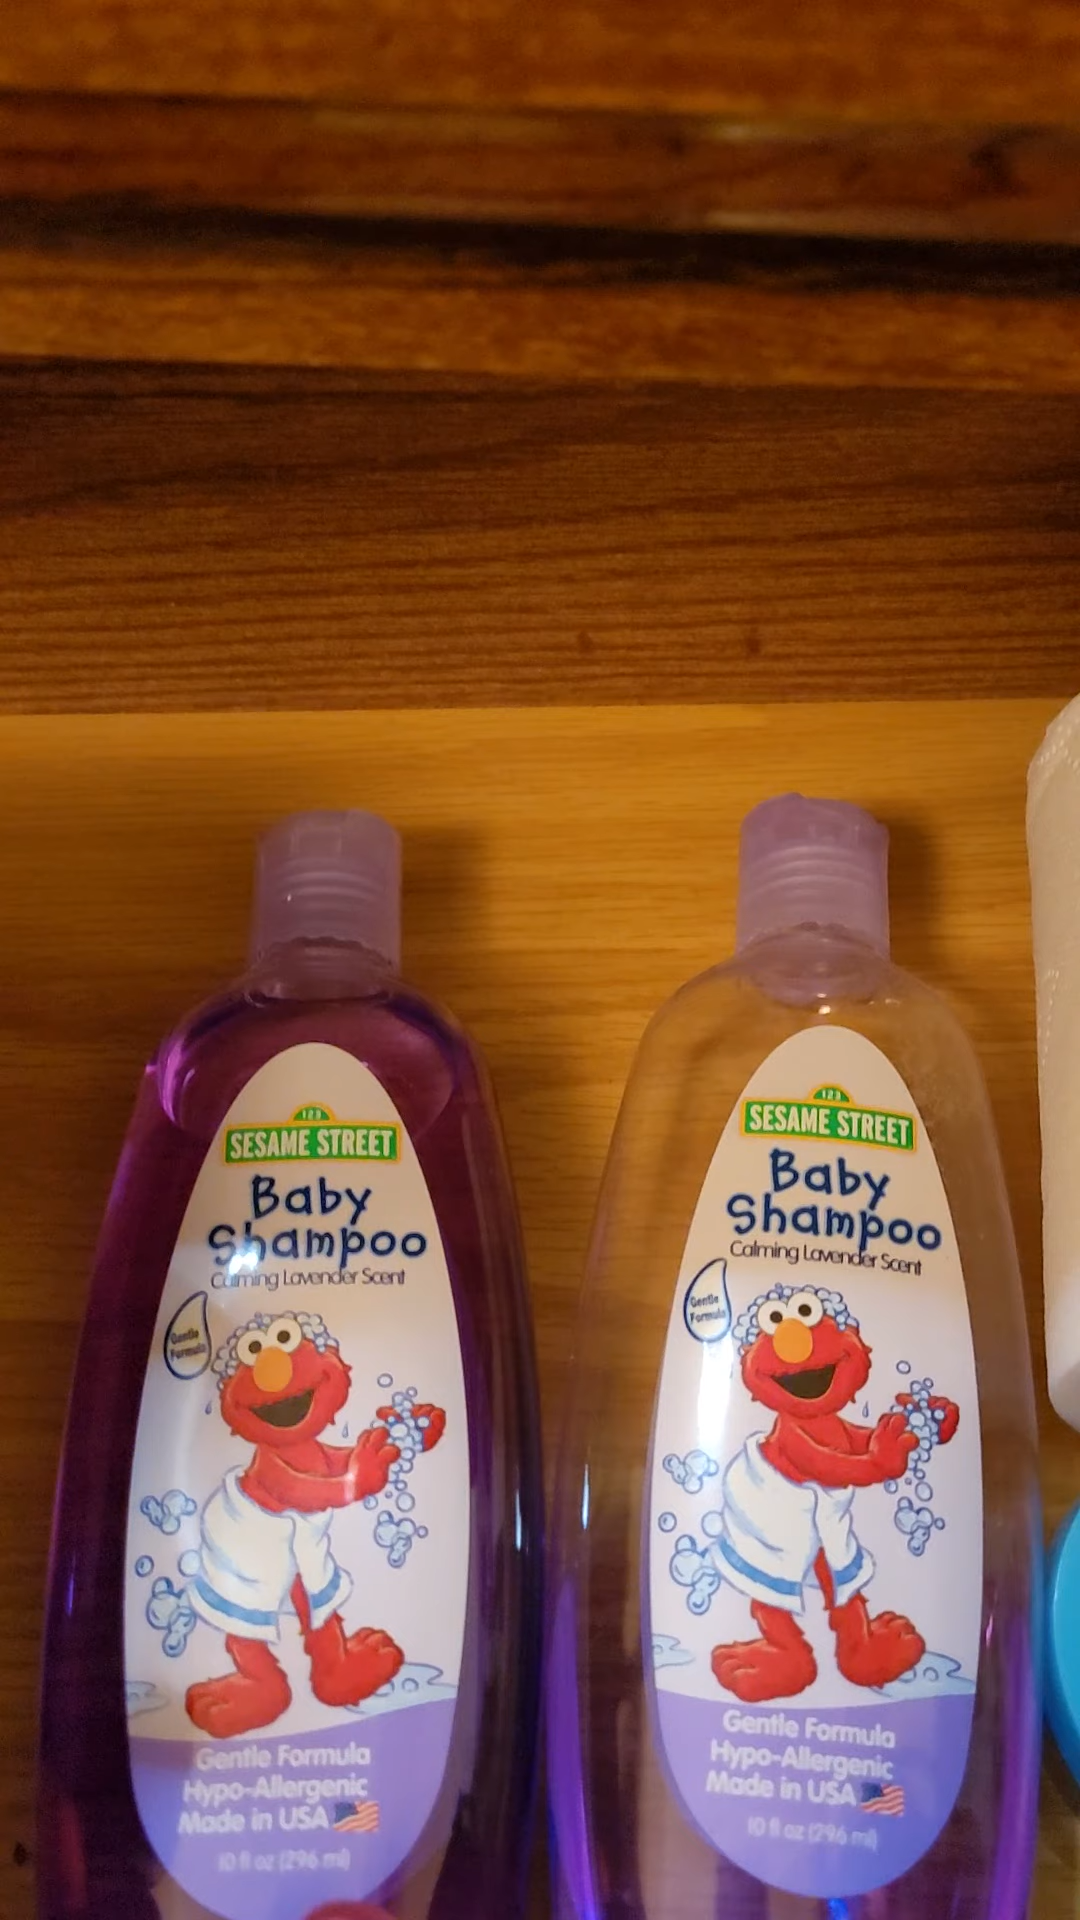 123
SESAME STREET
Baby
Shampoo
Calming Lavender Scent
Gentle
Formula
Gentle Formula
Hypo-Allergenic
Made in USA
10 fl oz (296 ml)
123
SESAME STREET
Baby
Shampoo
Calming Lavender Scent
Gentle
Formula
Gentle Formula
Hypo-Allergenic
Made in USA
10 fl oz (296 ml)